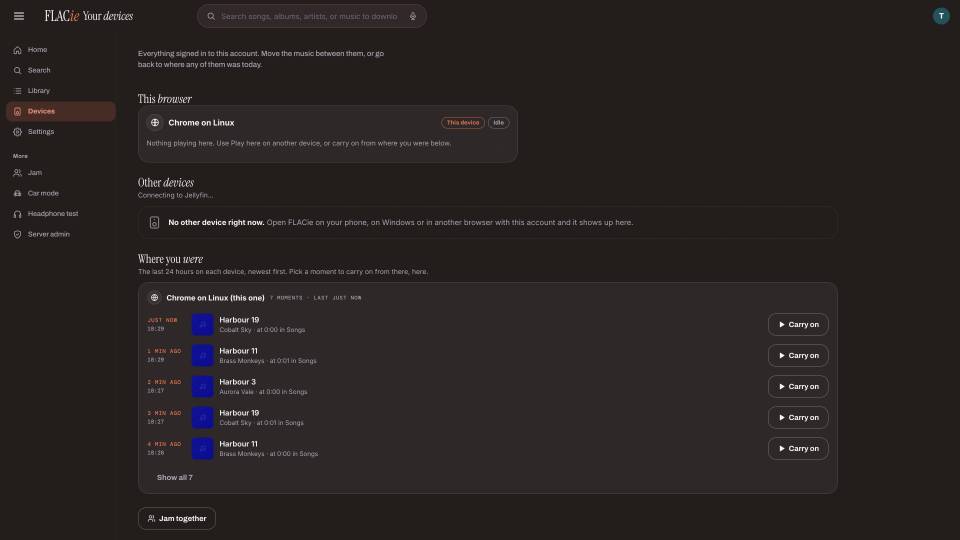 FLACie Your devices
Search songs, albums, artists, or music to downlo
T
Home
Search
Library
Devices
Settings
More
Jam
Car mode
Headphone test
Server admin
Everything signed in to this account. Move the music between them, or go
back to where any of them was today.
This browser
Chrome on Linux
This device
Idle
Nothing playing here. Use Play here on another device, or carry on from where you were below.
Other devices
Connecting to Jellyfin...
No other device right now. Open FLACie on your phone, on Windows or in another browser with this account and it shows up here.
Where you were
The last 24 hours on each device, newest first. Pick a moment to carry on from there, here.
Chrome on Linux (this one) 7 MOMENTS · LAST JUST NOW
JUST NOW
18:29
Harbour 19
Cobalt Sky · at 0:00 in Songs
Carry on
1 MIN AGO
18:29
Harbour 11
Brass Monkeys · at 0:01 in Songs
Carry on
2 MIN AGO
18:27
Harbour 3
Aurora Vale · at 0:00 in Songs
Carry on
3 MIN AGO
18:27
Harbour 19
Cobalt Sky · at 0:01 in Songs
Carry on
4 MIN AGO
18:26
Harbour 11
Brass Monkeys · at 0:00 in Songs
Carry on
Show all 7
Jam together